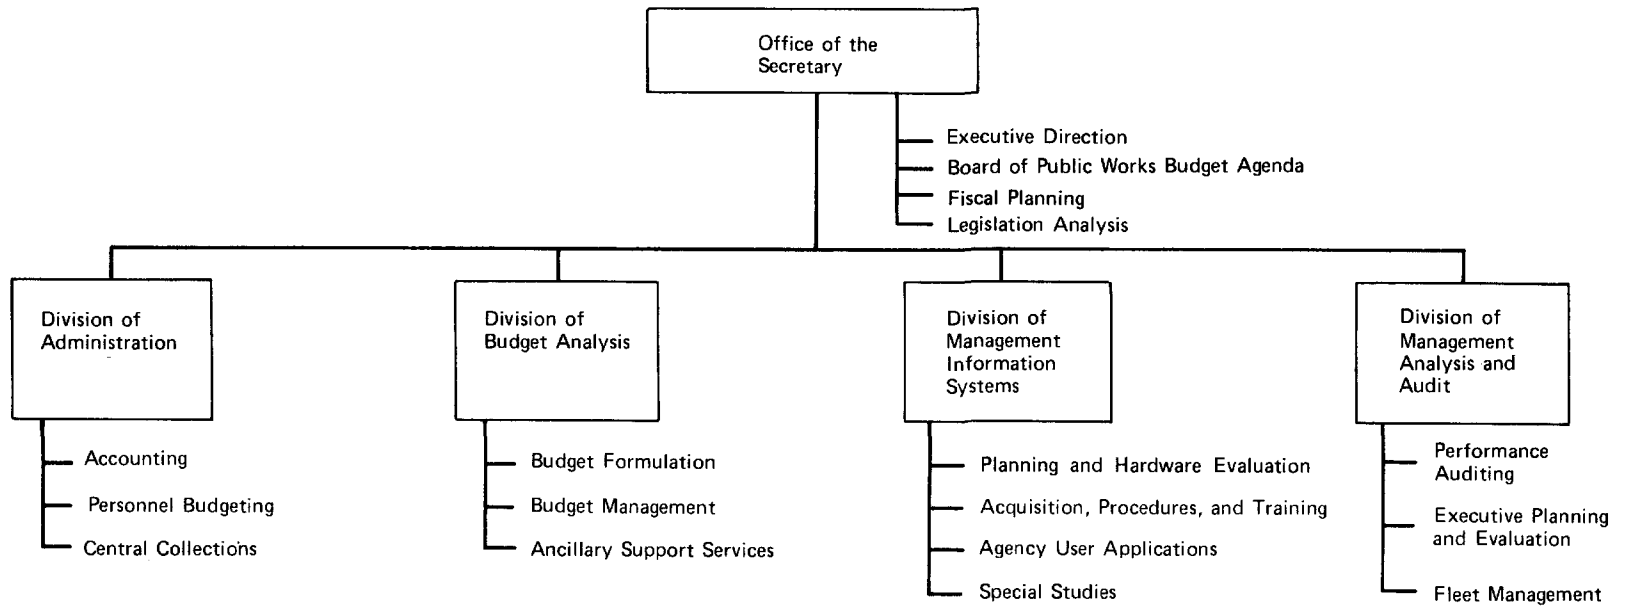 Office of the
Secretary
Executive Direction
Board of Public Works Budget Agenda
Fiscal Planning
Legislation Analysis
Division of
Administration
Accounting
Personnel Budgeting
Central Collections
Division of
Budget Analysis
Budget Formulation
Budget Management
Ancillary Support Services
Division of
Management
Information
Systems
Planning and Hardware Evaluation
Acquisition, Procedures, and Training
Agency User Applications
Special Studies
Division of
Management
Analysis and
Audit
Performance
Auditing
Executive Planning
and Evaluation
Fleet Management